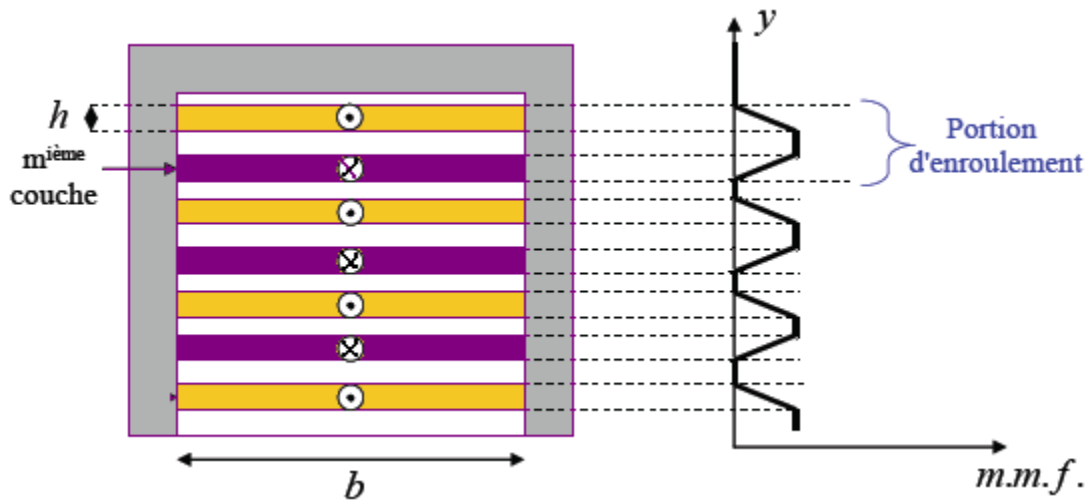 y
h
mième
couche
Portion
d'enroulement
b
m.m.f.